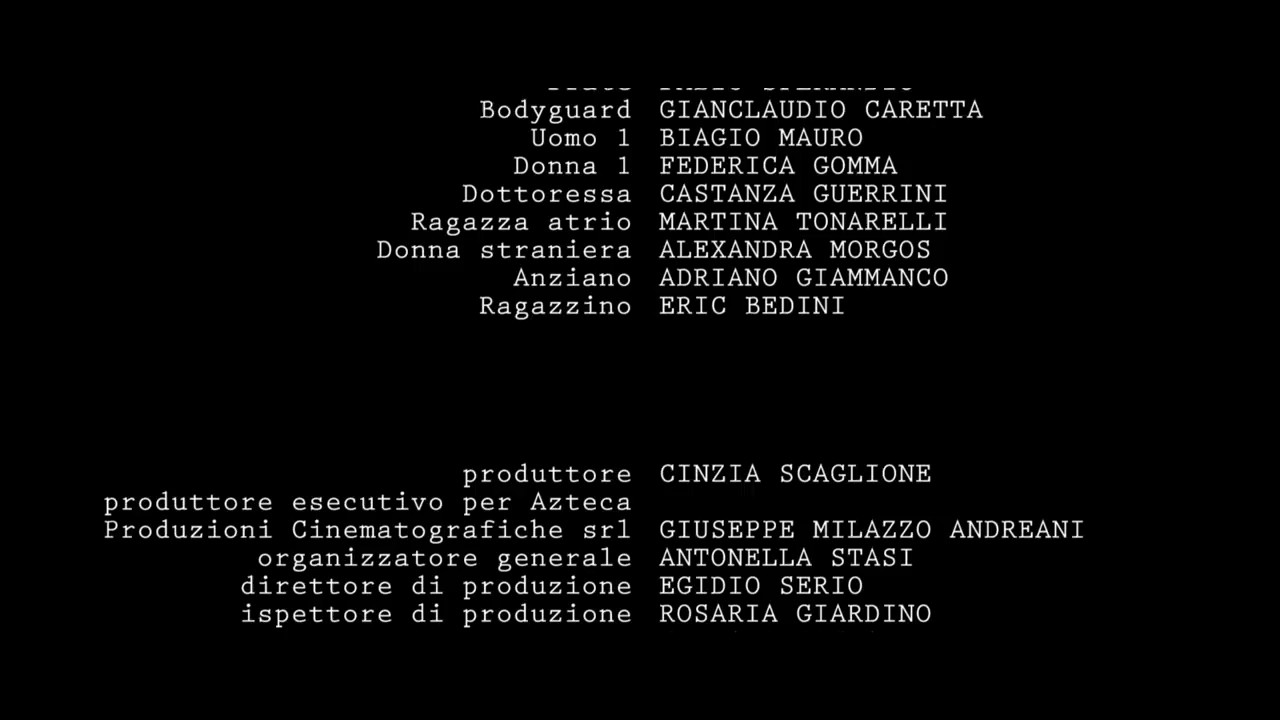 Bodyguard GIANCLAUDIO CARETTA
Uomo 1 BIAGIO MAURO
Donna 1 FEDERICA GOMMA
Dottoressa CASTANZA GUERRINI
Ragazza atrio MARTINA TONARELLI
Donna straniera ALEXANDRA MORGOS
Anziano ADRIANO GIAMMANCO
Ragazzino ERIC BEDINI
produttore CINZIA SCAGLIONE
produttore esecutivo per Azteca
Produzioni Cinematografiche srl GIUSEPPE MILAZZO ANDREANI
organizzatore generale ANTONELLA STASI
direttore di produzione EGIDIO SERIO
ispettore di produzione ROSARIA GIARDINO